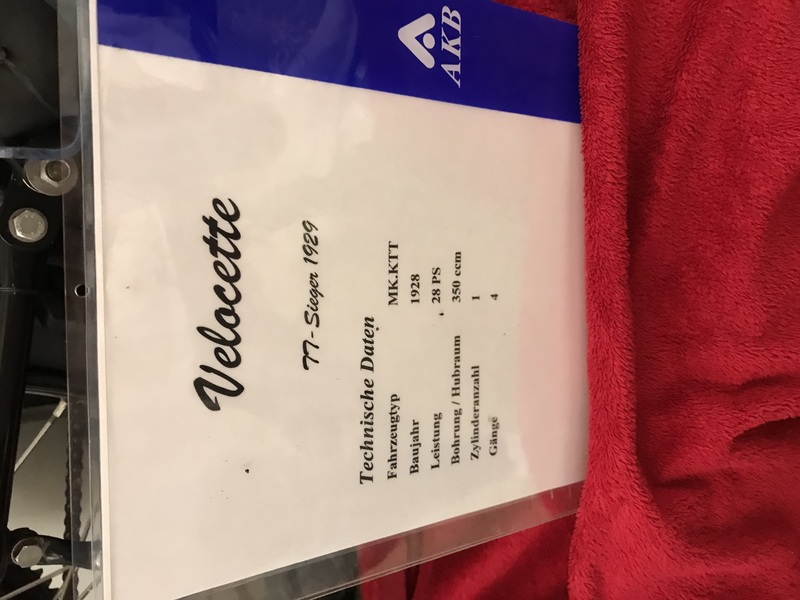 AKB
Velocette
TT-Sieger 1929
Technische Daten
Fahrzeugtyp MK.KTT
Baujahr 1928
Leistung 28 PS
Bohrung / Hubraum 350 ccm
Zylinderanzahl 1
Gänge 4